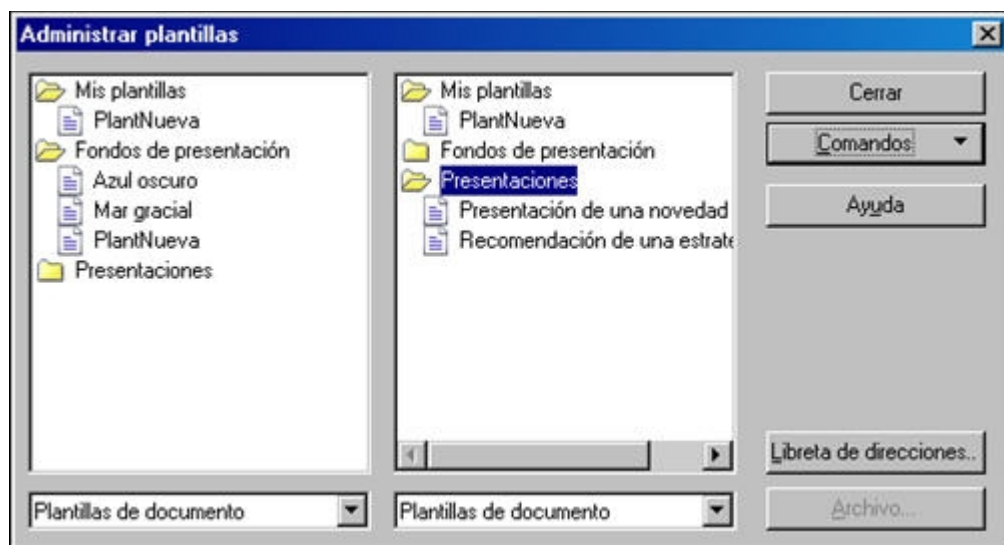 Administrar plantillas
Mis plantillas
PlantNueva
Fondos de presentación
Azul oscuro
Mar gracial
PlantNueva
Presentaciones
Plantillas de documento
Mis plantillas
PlantNueva
Fondos de presentación
Presentaciones
Presentación de una novedad
Recomendación de una estrate
Plantillas de documento
Cerrar
Comandos
Ayuda
Libreta de direcciones..
Archivo...